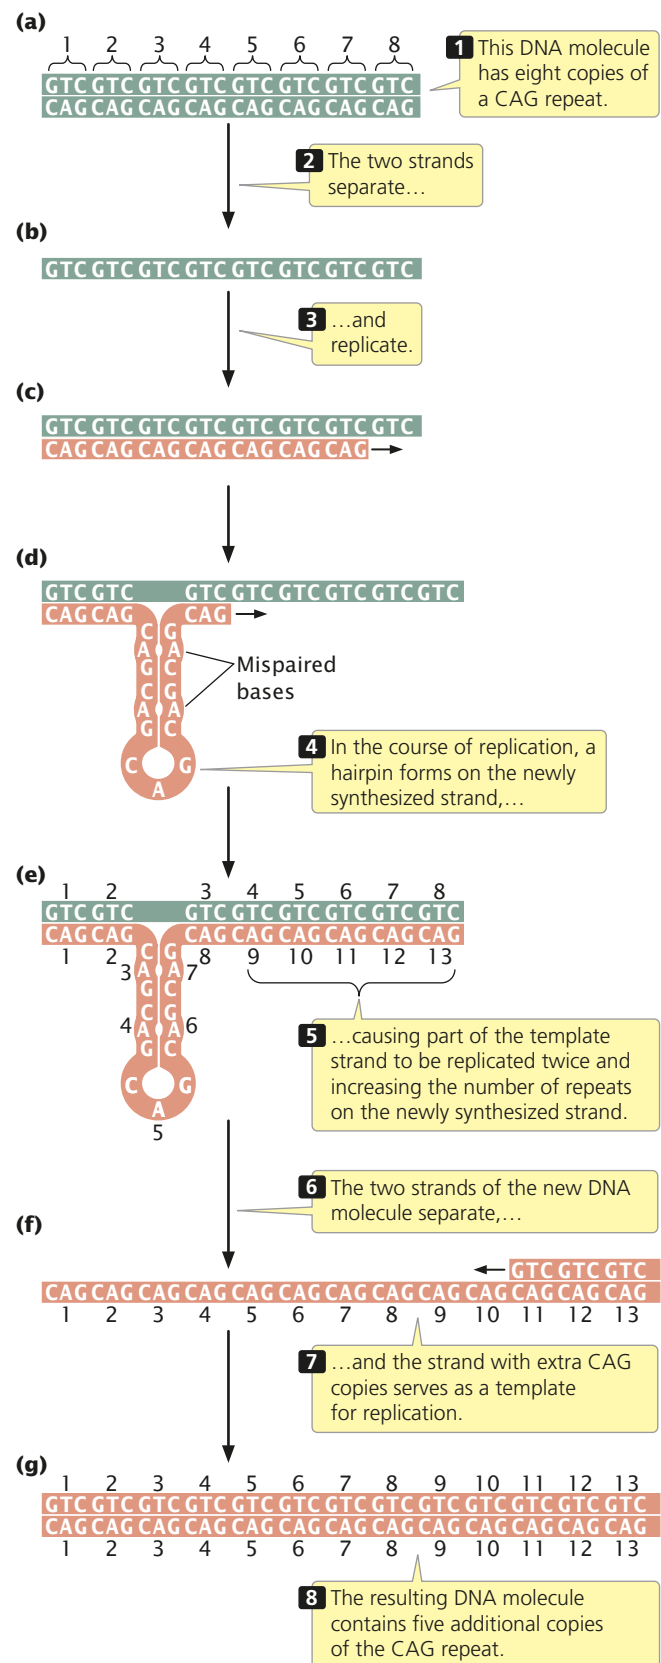 (a)
1 2 3 4 5 6 7 8
GTC GTC GTC GTC GTC GTC GTC GTC
CAG CAG CAG CAG CAG CAG CAG CAG
1 This DNA molecule
has eight copies of
a CAG repeat.
2 The two strands
separate…
(b)
GTC GTC GTC GTC GTC GTC GTC GTC
3 …and
replicate.
(c)
GTC GTC GTC GTC GTC GTC GTC GTC
CAG CAG CAG CAG CAG CAG CAG
(d)
GTC GTC GTC GTC GTC GTC GTC GTC
CAG CAG CAG
C G
A A
G C
C G
A A
G C
C G
A
Mispaired
bases
4 In the course of replication, a
hairpin forms on the newly
synthesized strand,…
(e)
1 2 3 4 5 6 7 8
GTC GTC GTC GTC GTC GTC GTC GTC
CAG CAG CAG CAG CAG CAG CAG CAG
1 2 8 9 10 11 12 13
C G
3 A A 7
G C
C G
4 A A 6
G C
C G
A
5
5 …causing part of the template
strand to be replicated twice and
increasing the number of repeats
on the newly synthesized strand.
6 The two strands of the new DNA
molecule separate,…
(f)
GTC GTC GTC
CAG CAG CAG CAG CAG CAG CAG CAG CAG CAG CAG CAG CAG
1 2 3 4 5 6 7 8 9 10 11 12 13
7 …and the strand with extra CAG
copies serves as a template
for replication.
(g)
1 2 3 4 5 6 7 8 9 10 11 12 13
GTC GTC GTC GTC GTC GTC GTC GTC GTC GTC GTC GTC GTC
CAG CAG CAG CAG CAG CAG CAG CAG CAG CAG CAG CAG CAG
1 2 3 4 5 6 7 8 9 10 11 12 13
8 The resulting DNA molecule
contains five additional copies
of the CAG repeat.